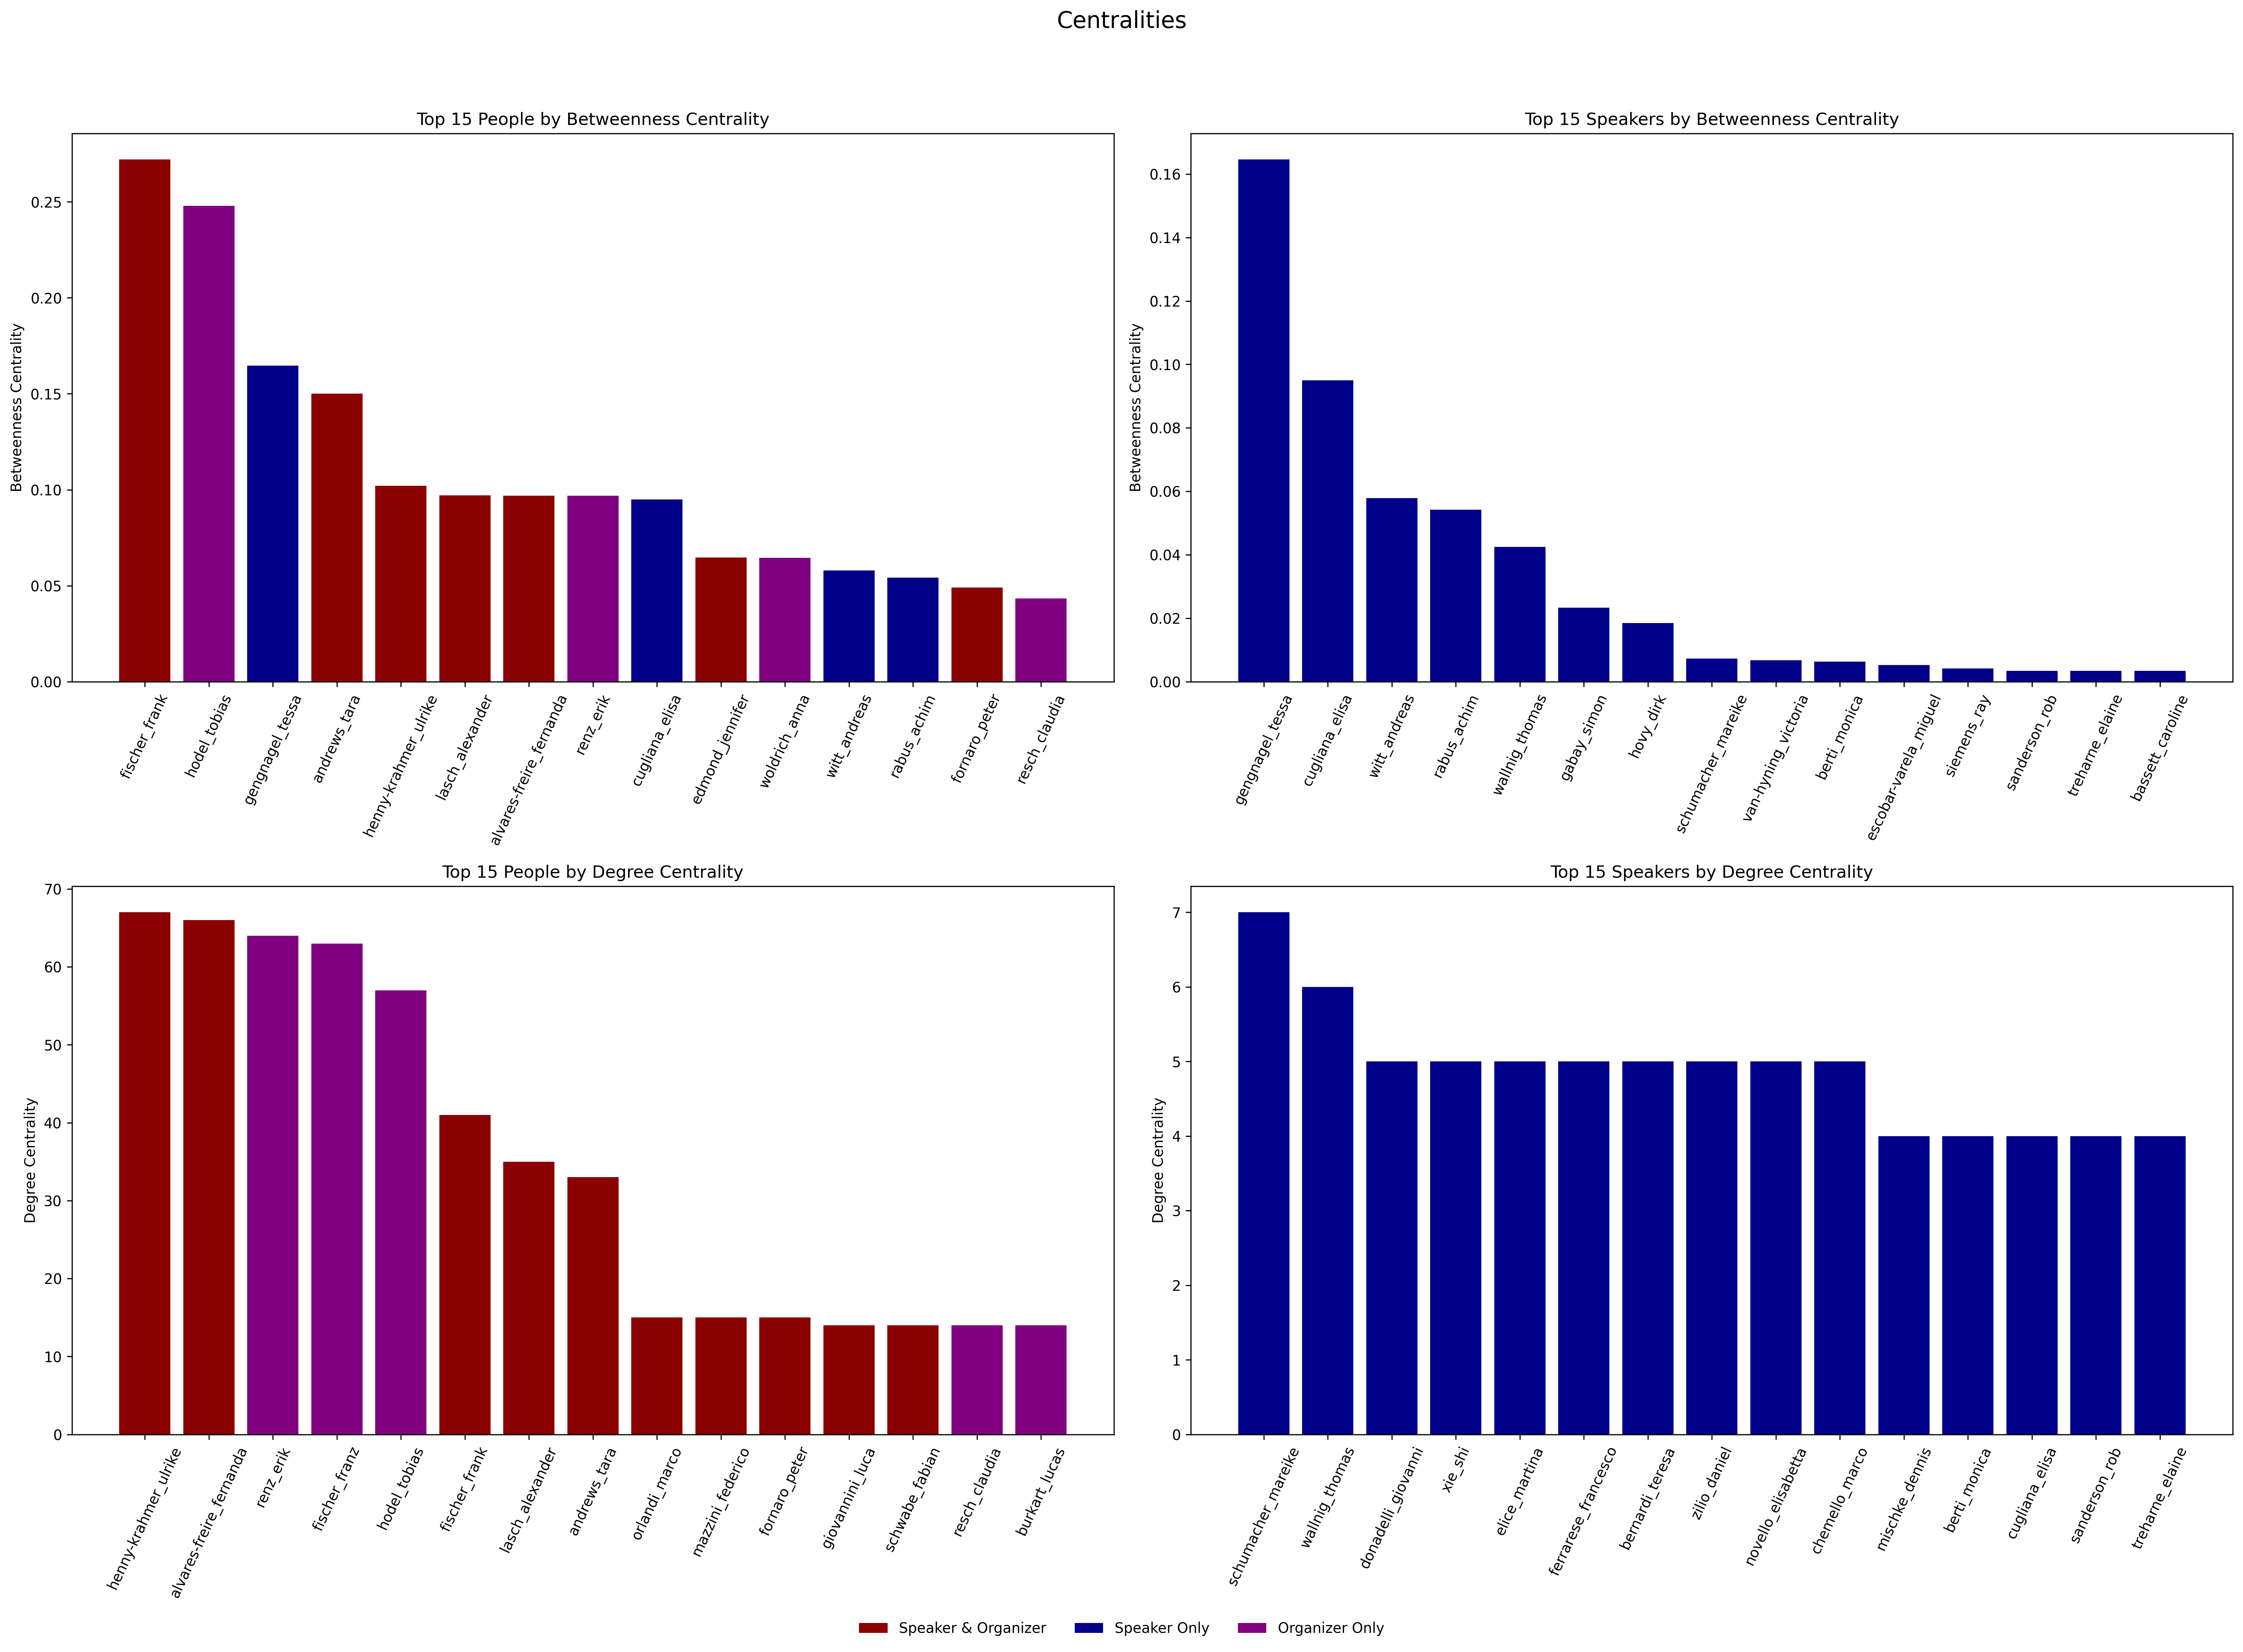 Centralities
Top 15 People by Betweenness Centrality
Betweenness Centrality
0.25
0.20
0.15
0.10
0.05
0.00
fischer_frank
hodel_tobias
gengnagel_tessa
andrews_tara
henny-krahmer_ulrike
lasch_alexander
alvares-freire_fernanda
renz_erik
cugliana_elisa
edmond_jennifer
woldrich_anna
witt_andreas
rabus_achim
fornaro_peter
resch_claudia
Top 15 Speakers by Betweenness Centrality
Betweenness Centrality
0.16
0.14
0.12
0.10
0.08
0.06
0.04
0.02
0.00
gengnagel_tessa
cugliana_elisa
witt_andreas
rabus_achim
wallnig_thomas
gabay_simon
hovy_dirk
schumacher_mareike
van-hyning_victoria
berti_monica
escobar-varela_miguel
siemens_ray
sanderson_rob
treharne_elaine
bassett_caroline
Top 15 People by Degree Centrality
Degree Centrality
70
60
50
40
30
20
10
0
henny-krahmer_ulrike
alvares-freire_fernanda
renz_erik
fischer_franz
hodel_tobias
fischer_frank
lasch_alexander
andrews_tara
orlandi_marco
mazzini_federico
fornaro_peter
giovannini_luca
schwabe_fabian
resch_claudia
burkart_lucas
Top 15 Speakers by Degree Centrality
Degree Centrality
7
6
5
4
3
2
1
0
schumacher_mareike
wallnig_thomas
donadelli_giovanni
xie_shi
elice_martina
ferrarese_francesco
bernardi_teresa
zilio_daniel
novello_elisabetta
chemello_marco
mischke_dennis
berti_monica
cugliana_elisa
sanderson_rob
treharne_elaine
Speaker & Organizer
Speaker Only
Organizer Only